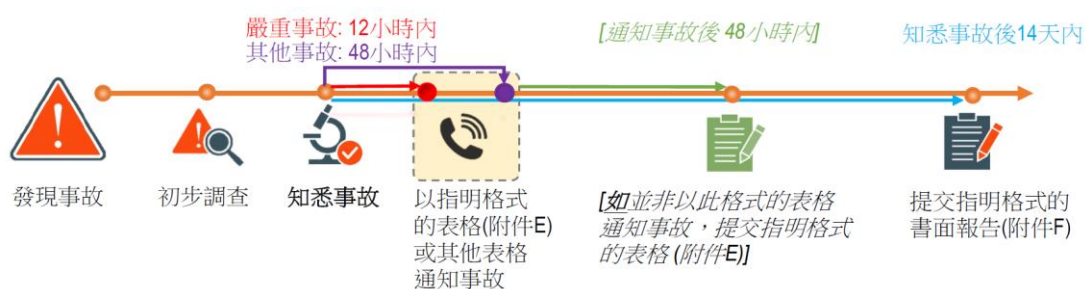 嚴重事故: 12小時內
其他事故: 48小時內
[通知事故後 48小時內]
知悉事故後14天內
發現事故
初步調查
知悉事故
以指明格式
的表格(附件E)
或其他表格
通知事故
[如並非以此格式的表格
通知事故，提交指明格式
的表格 (附件E)]
提交指明格式的
書面報告(附件F)